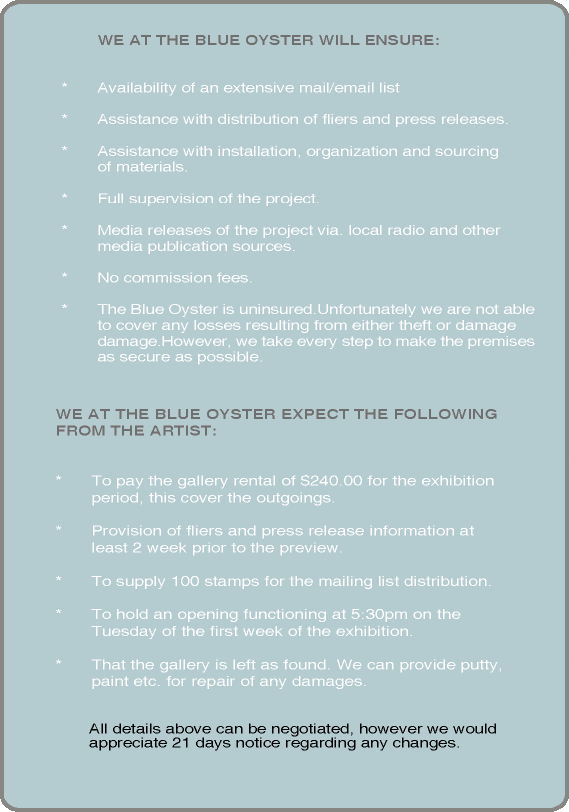 WE AT THE BLUE OYSTER WILL ENSURE:
* Availability of an extensive mail/email list
* Assistance with distribution of fliers and press releases.
* Assistance with installation, organization and sourcing
of materials.
* Full supervision of the project.
* Media releases of the project via. local radio and other
media publication sources.
* No commission fees.
* The Blue Oyster is uninsured.Unfortunately we are not able
to cover any losses resulting from either theft or damage
damage.However, we take every step to make the premises
as secure as possible.
WE AT THE BLUE OYSTER EXPECT THE FOLLOWING
FROM THE ARTIST:
* To pay the gallery rental of $240.00 for the exhibition
period, this cover the outgoings.
* Provision of fliers and press release information at
least 2 week prior to the preview.
* To supply 100 stamps for the mailing list distribution.
* To hold an opening functioning at 5:30pm on the
Tuesday of the first week of the exhibition.
* That the gallery is left as found. We can provide putty,
paint etc. for repair of any damages.
All details above can be negotiated, however we would
appreciate 21 days notice regarding any changes.